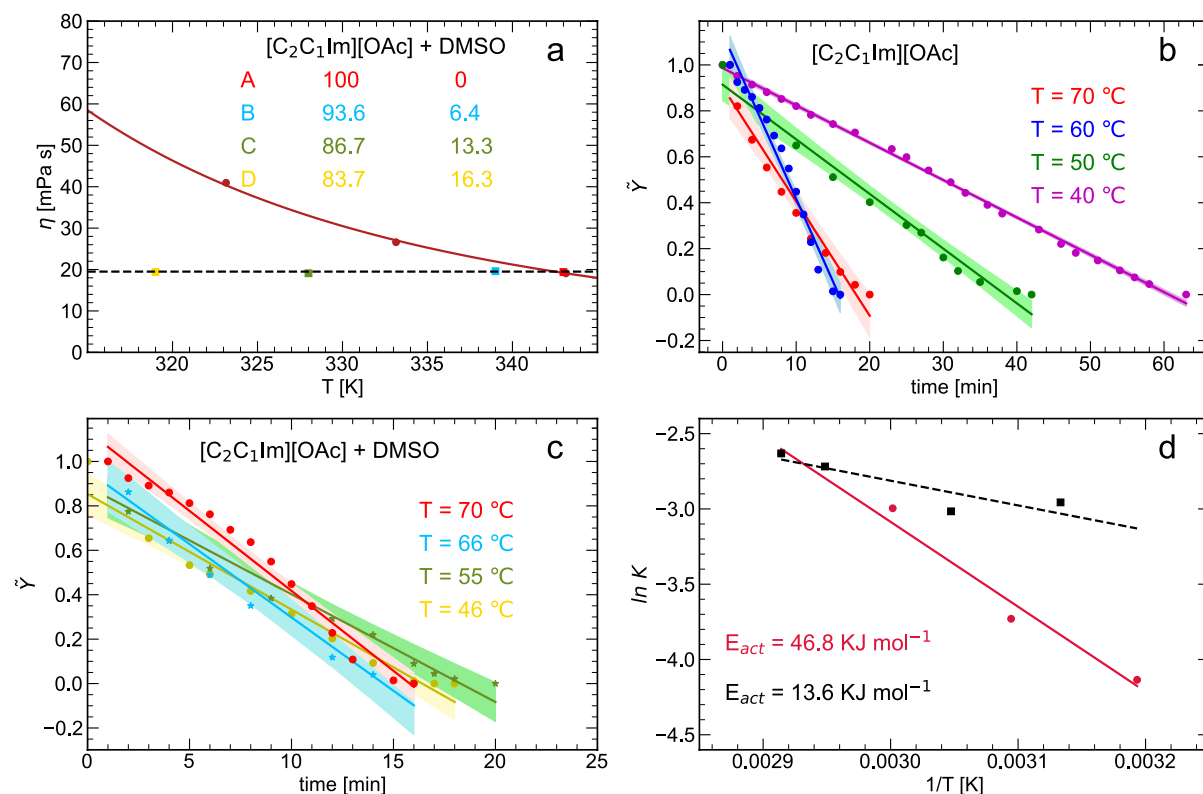 a
[C₂C₁Im][OAc] + DMSO
A 100 0
B 93.6 6.4
C 86.7 13.3
D 83.7 16.3
η [mPa s]
80
70
60
50
40
30
20
10
0
320 325 330 335 340
T [K]
b
[C₂C₁Im][OAc]
T = 70 °C
T = 60 °C
T = 50 °C
T = 40 °C
Ỹ
1.0
0.8
0.6
0.4
0.2
0.0
−0.2
0 10 20 30 40 50 60
time [min]
c
[C₂C₁Im][OAc] + DMSO
T = 70 °C
T = 66 °C
T = 55 °C
T = 46 °C
Ỹ
1.0
0.8
0.6
0.4
0.2
0.0
−0.2
0 5 10 15 20 25
time [min]
d
ln K
−2.5
−3.0
−3.5
−4.0
−4.5
E_act = 46.8 KJ mol⁻¹
E_act = 13.6 KJ mol⁻¹
0.0029 0.0030 0.0031 0.0032
1/T [K]